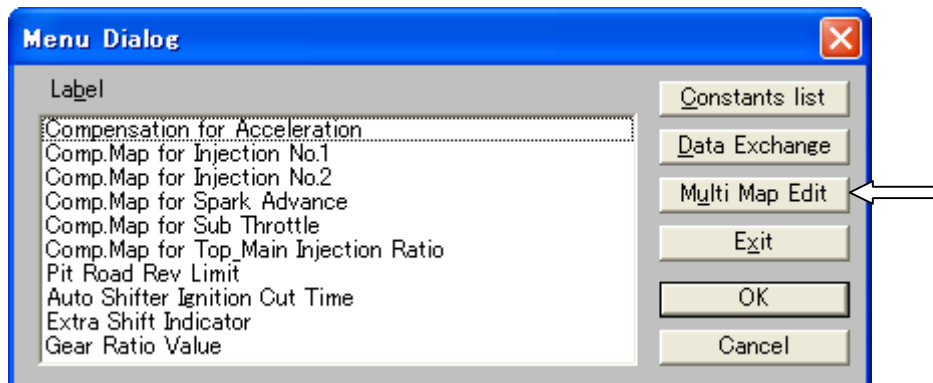 Menu Dialog
Label
Compensation for Acceleration
Comp.Map for Injection No.1
Comp.Map for Injection No.2
Comp.Map for Spark Advance
Comp.Map for Sub Throttle
Comp.Map for Top_Main Injection Ratio
Pit Road Rev Limit
Auto Shifter Ignition Cut Time
Extra Shift Indicator
Gear Ratio Value
Constants list
Data Exchange
Multi Map Edit
Exit
OK
Cancel